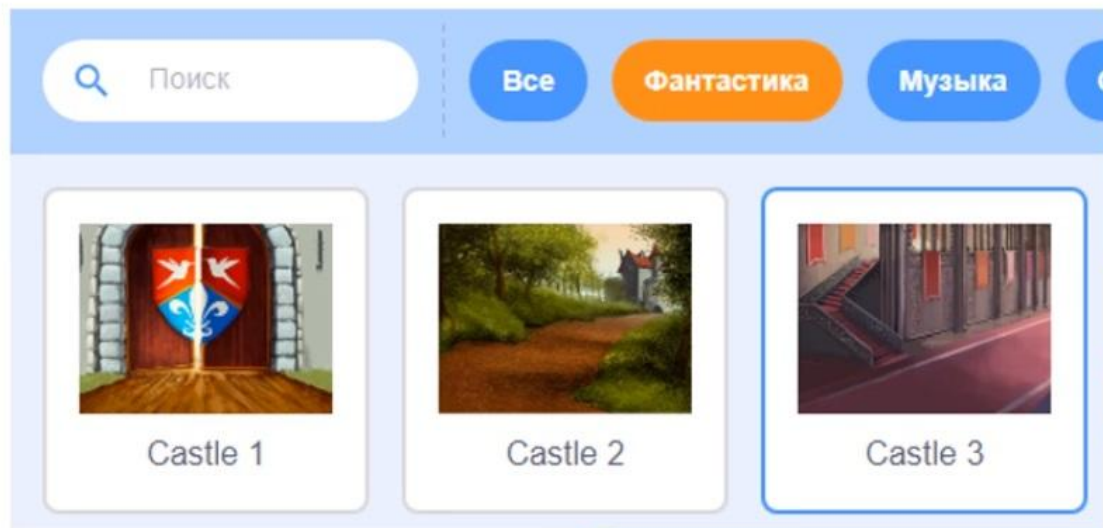 Поиск
Все
Фантастика
Музыка
Castle 1
Castle 2
Castle 3